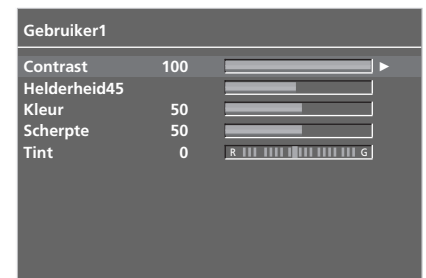 Gebruiker1
Contrast 100
Helderheid45
Kleur 50
Scherpte 50
Tint 0 R G